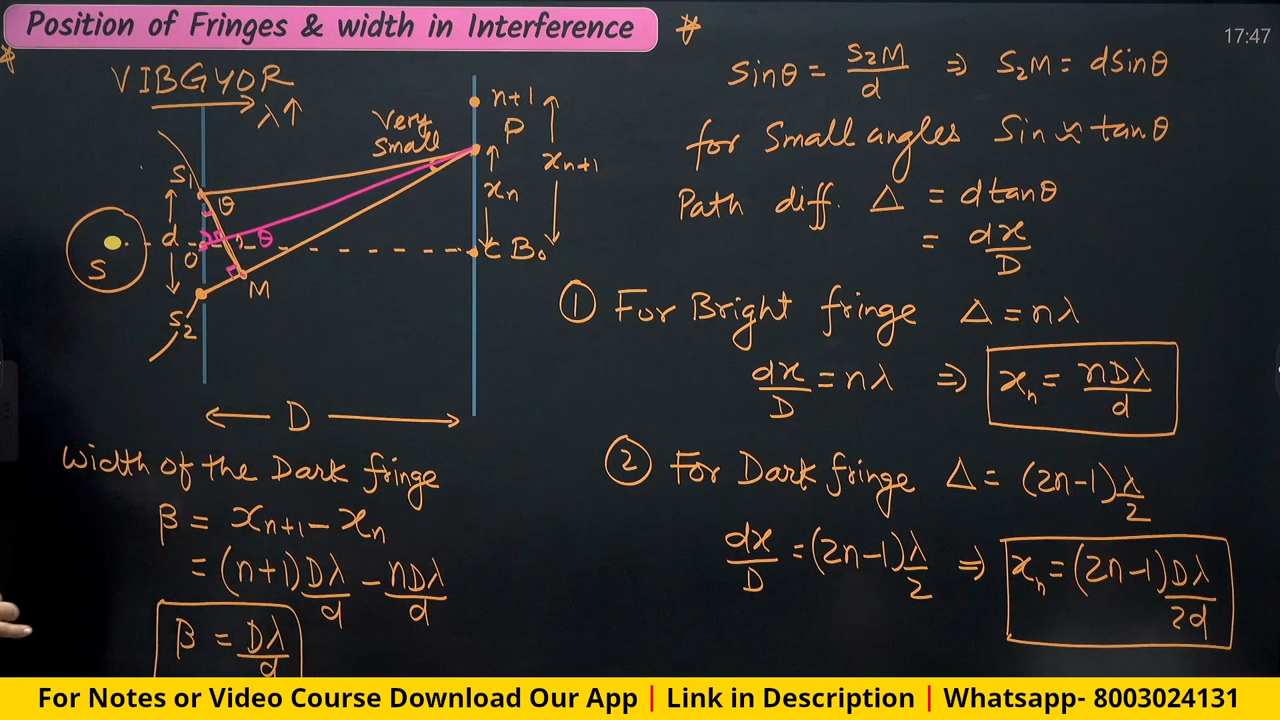 Position of Fringes & width in Interference
17:47
VIBGYOR
λ↑
Very Small
n+1
P
xₙ
xₙ₊₁
S₁
θ
d
O
θ
S
M
S₂
C B₀
D
Width of the Dark fringe
β = xₙ₊₁ − xₙ
= (n+1)Dλ/d − nDλ/d
β = Dλ/d
Sinθ = S₂M/d ⇒ S₂M = dsinθ
for Small angles Sin ≈ tanθ
Path diff. Δ = dtanθ
= dx/D
① For Bright fringe Δ = nλ
dx/D = nλ ⇒ xₙ = nDλ/d
② For Dark fringe Δ = (2n−1)λ/2
dx/D = (2n−1)λ/2 ⇒ xₙ = (2n−1)Dλ/2d
For Notes or Video Course Download Our App | Link in Description | Whatsapp- 8003024131